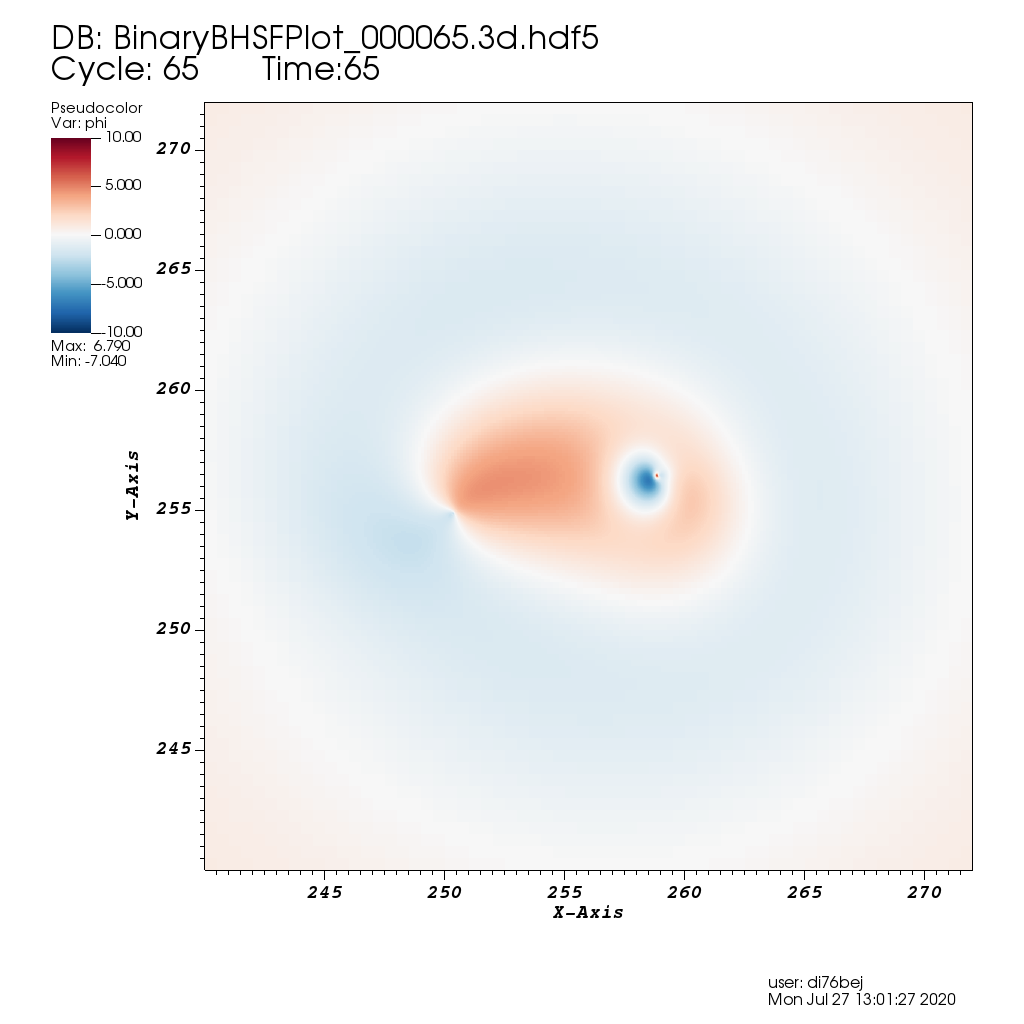 DB: BinaryBHSFPlot_000065.3d.hdf5
Cycle: 65 Time:65
Pseudocolor
Var: phi
10.00
5.000
0.000
-5.000
-10.00
Max: 6.790
Min: -7.040
270
265
260
255
250
245
Y-Axis
245 250 255 260 265 270
X-Axis
user: di76bej
Mon Jul 27 13:01:27 2020